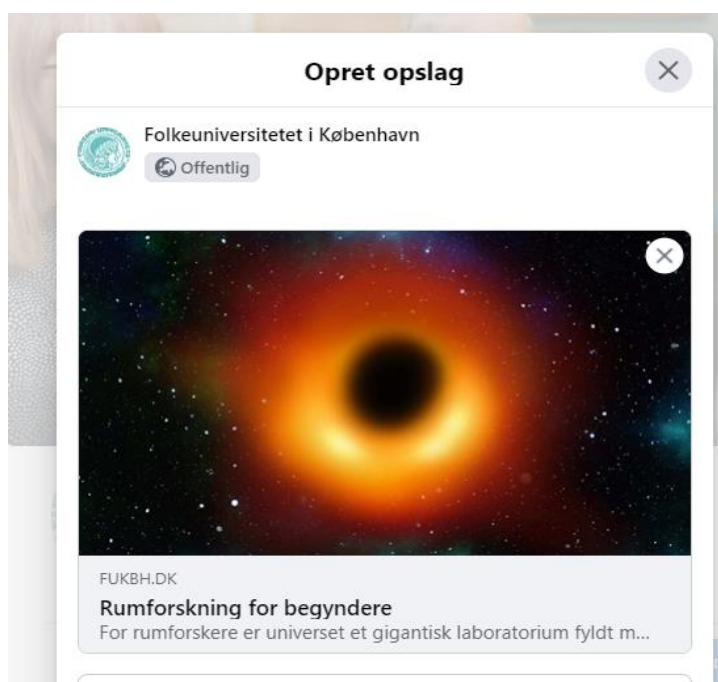 Opret opslag
Folkeuniversitetet i København
Offentlig
FUKBH.DK
Rumforskning for begyndere
For rumforskere er universet et gigantisk laboratorium fyldt m...